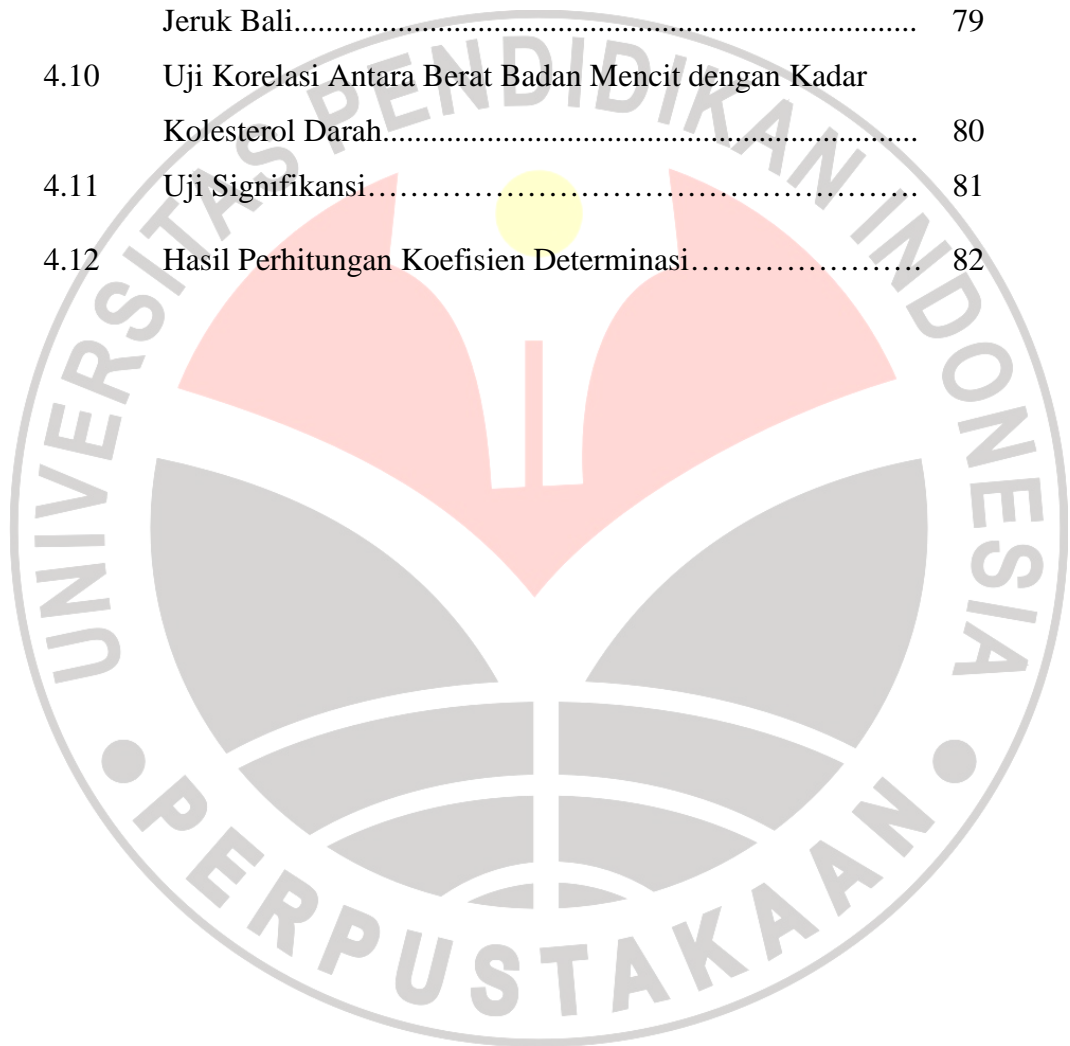 Jeruk Bali.............................................................................. 79
4.10 Uji Korelasi Antara Berat Badan Mencit dengan Kadar
Kolesterol Darah................................................................... 80
4.11 Uji Signifikansi…………………………………………………. 81
4.12 Hasil Perhitungan Koefisien Determinasi…………………. 82
UNIVERSITAS PENDIDIKAN INDONESIA
PERPUSTAKAAN